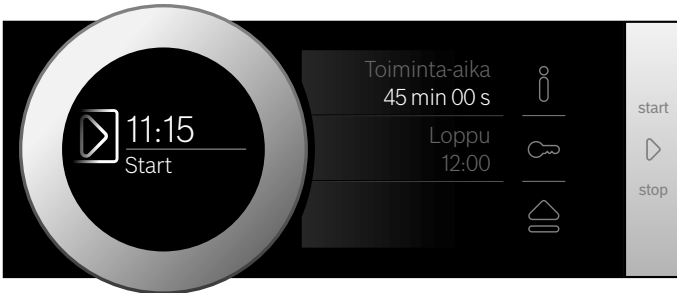 11:15
Start
Toiminta-aika
45 min 00 s
Loppu
12:00
start
stop